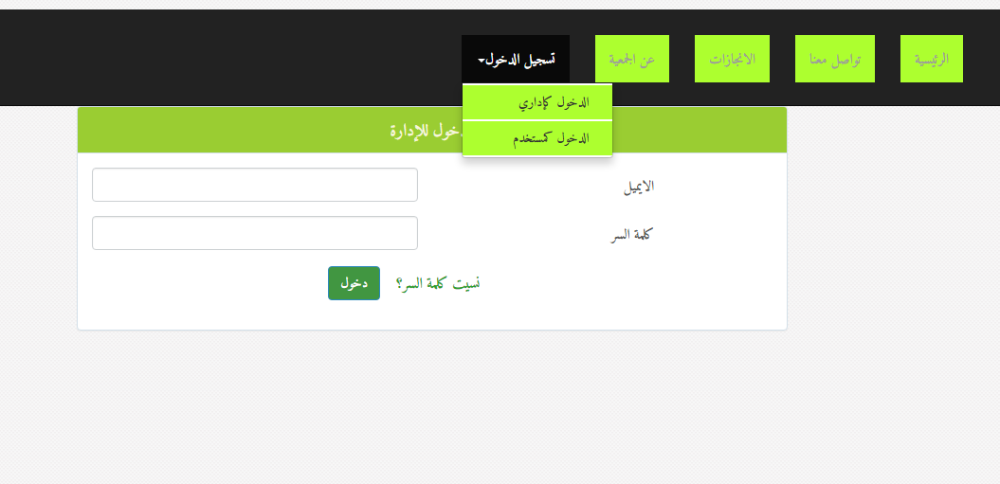 الرئيسية
تواصل معنا
الانجازات
عن الجمعية
تسجيل الدخول
الدخول كإداري
الدخول كمستخدم
للإدارة
الايميل
كلمة السر
نسيت كلمة السر؟
دخول